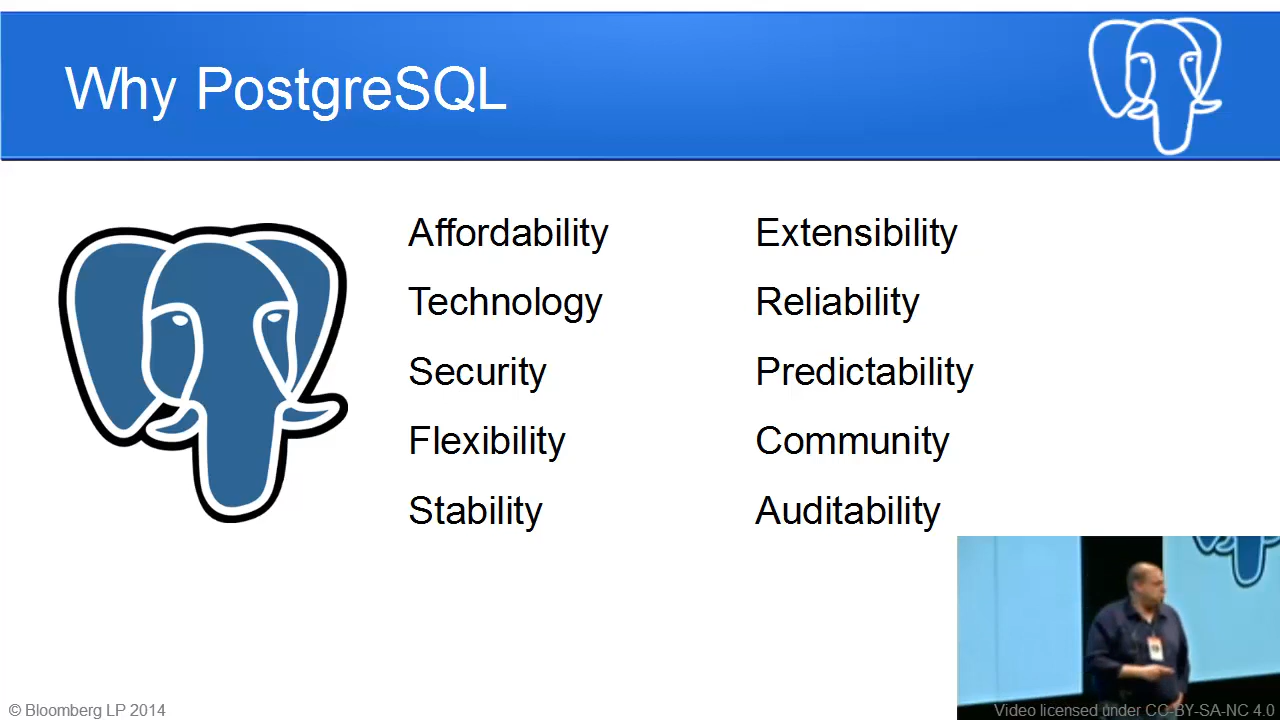 Why PostgreSQL
Affordability
Technology
Security
Flexibility
Stability
Extensibility
Reliability
Predictability
Community
Auditability
© Bloomberg LP 2014
Video licensed under CC-BY-SA-NC 4.0